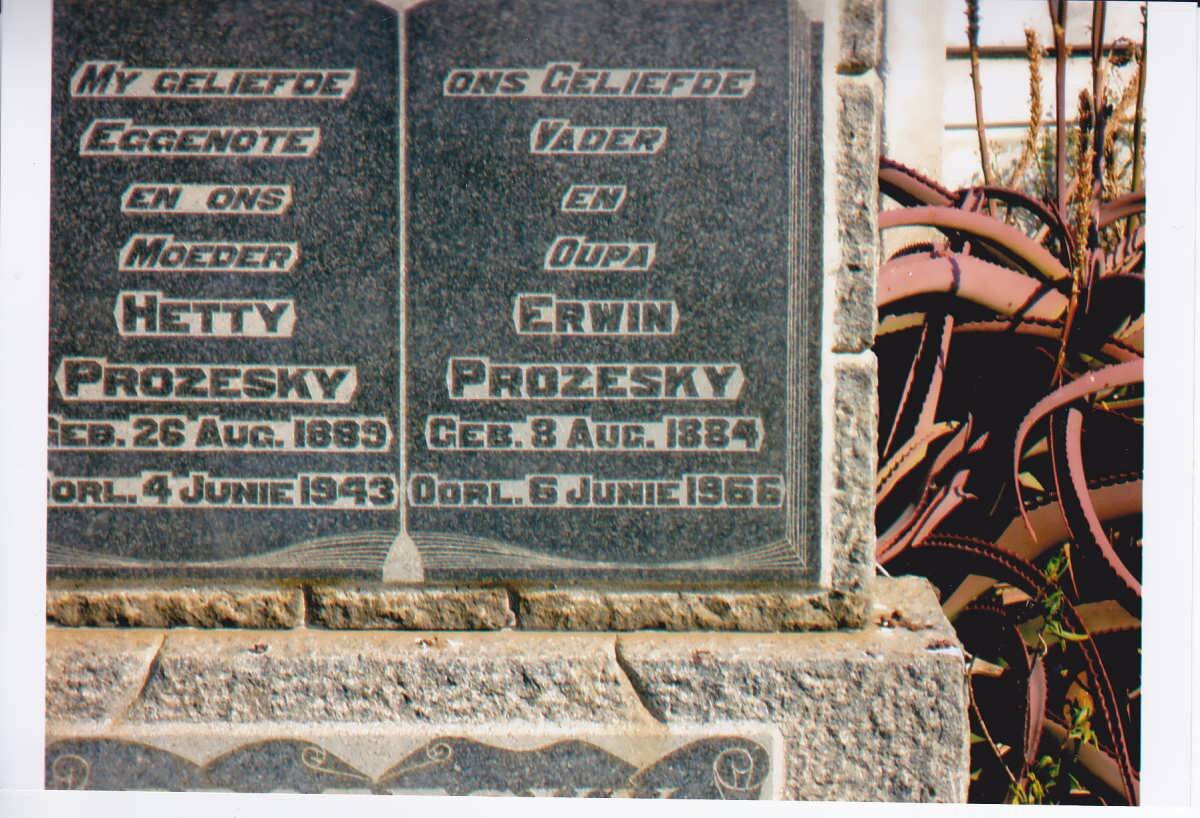 MY GELIEFDE
EGGENOTE
EN ONS
MOEDER
HETTY
PROZESKY
GEB. 26 AUG. 1889
OORL. 4 JUNIE 1943
ONS GELIEFDE
VADER
EN
OUPA
ERWIN
PROZESKY
GEB. 8 AUG. 1884
OORL. 6 JUNIE 1966